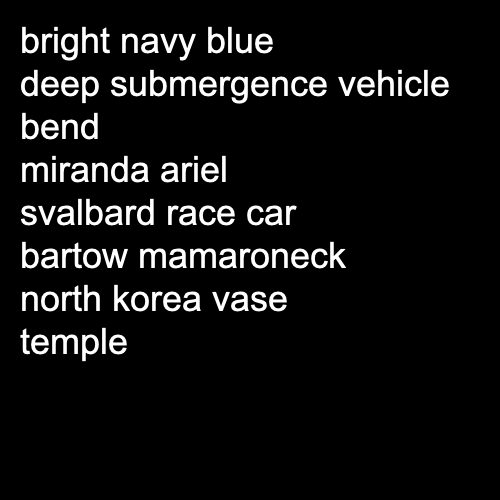 bright navy blue
deep submergence vehicle
bend
miranda ariel
svalbard race car
bartow mamaroneck
north korea vase
temple